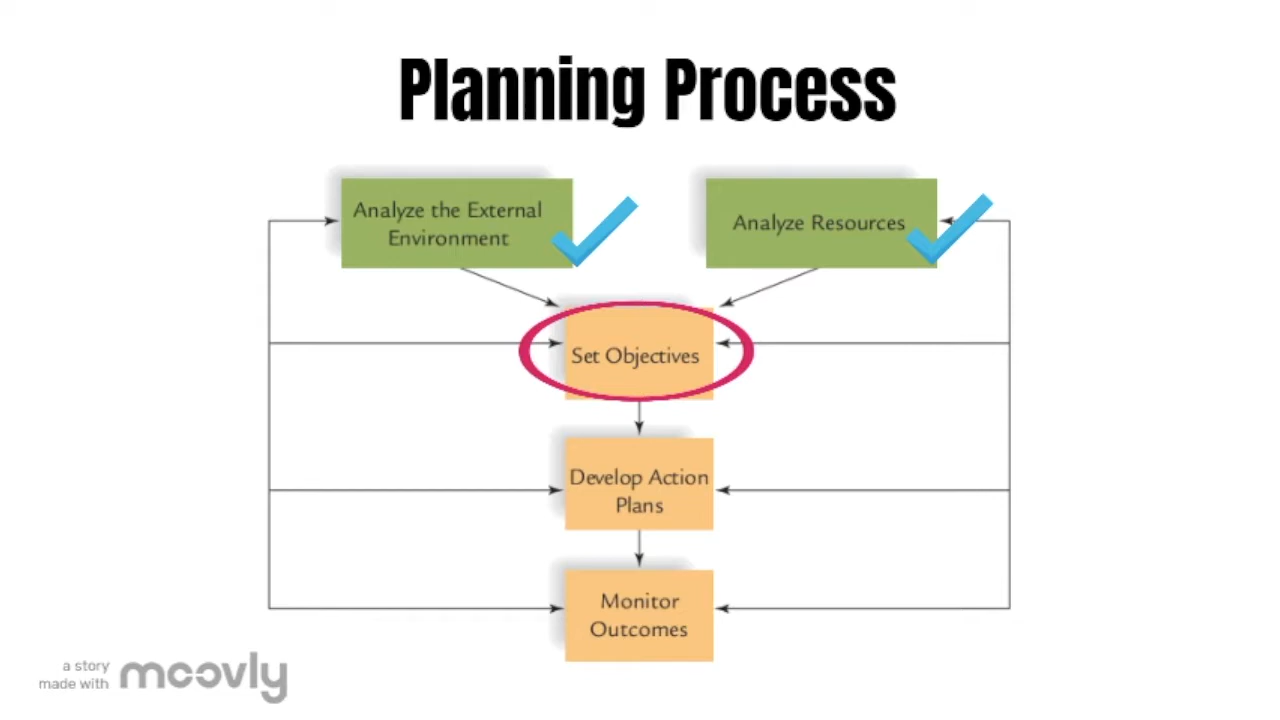 Planning Process
Analyze the External
Environment
Analyze Resources
Set Objectives
Develop Action
Plans
Monitor
Outcomes
a story
made with
moovly